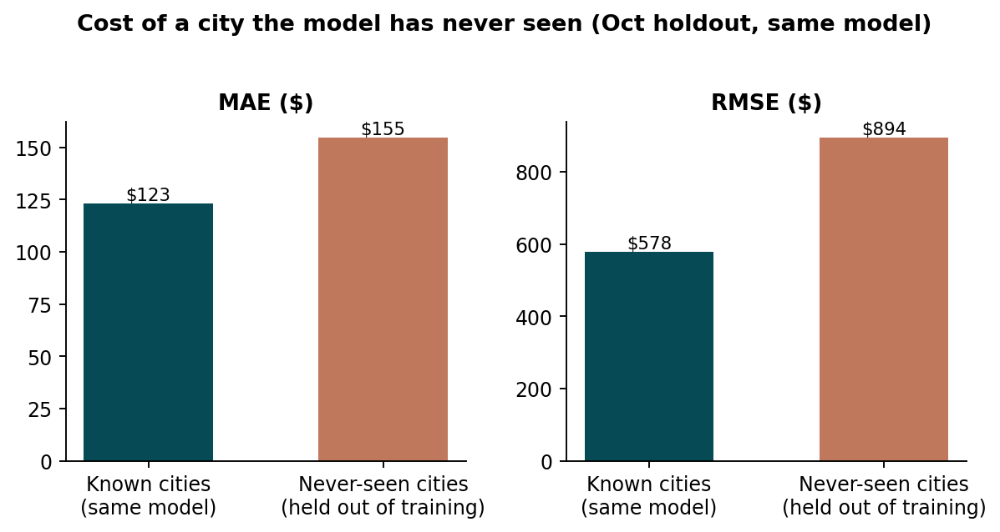 Cost of a city the model has never seen (Oct holdout, same model)
MAE ($)
150
125
100
75
50
25
0
$123
$155
Known cities
(same model)
Never-seen cities
(held out of training)
RMSE ($)
800
600
400
200
0
$578
$894
Known cities
(same model)
Never-seen cities
(held out of training)